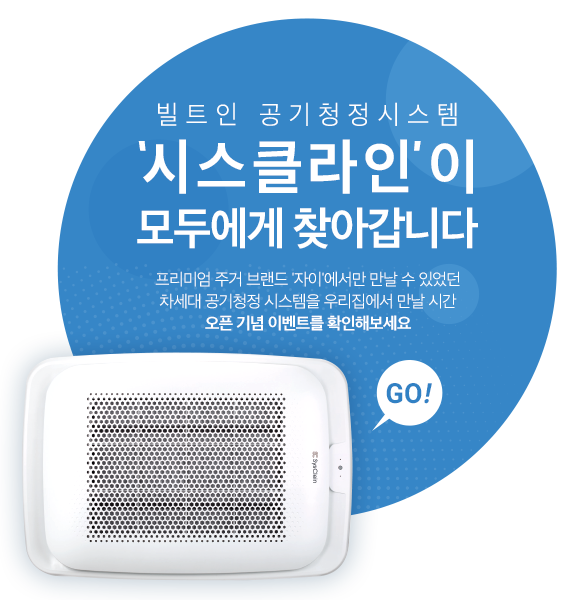 빌트인 공기청정시스템
'시스클라인'이
모두에게 찾아갑니다
프리미엄 주거 브랜드 '자이'에서만 만날 수 있었던
차세대 공기청정 시스템을 우리집에서 만날 시간
오픈 기념 이벤트를 확인해보세요
GO!
SysClein